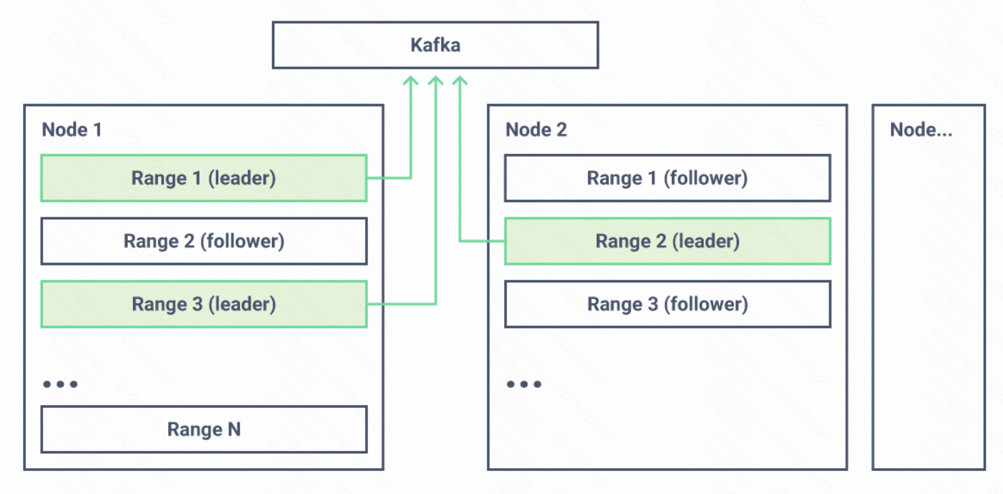 Kafka
Node 1
Range 1 (leader)
Range 2 (follower)
Range 3 (leader)
...
Range N
Node 2
Range 1 (follower)
Range 2 (leader)
Range 3 (follower)
...
Node...